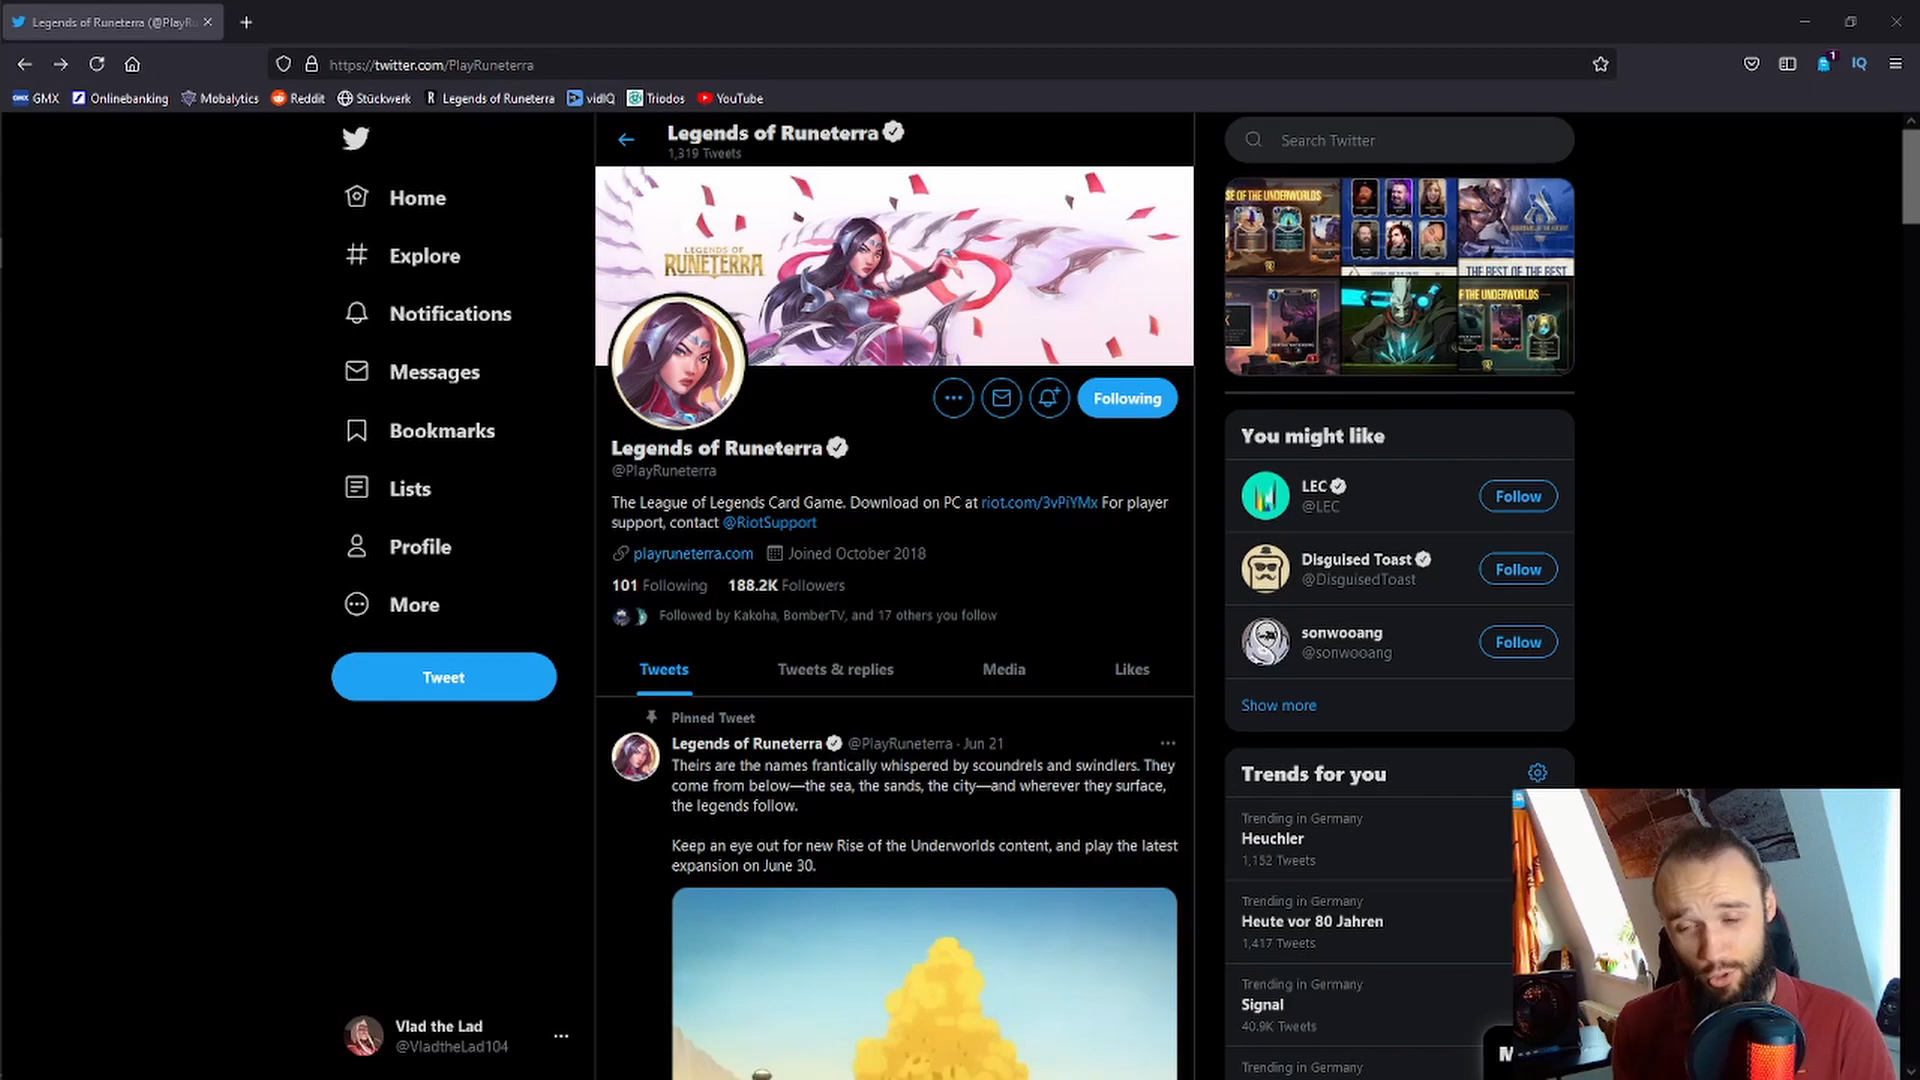 Legends of Runeterra (@PlayRu
https://twitter.com/PlayRuneterra
GMX
Onlinebanking
Mobalytics
Reddit
Stückwerk
Legends of Runeterra
vidIQ
Triodos
YouTube
1
IQ
Home
Explore
Notifications
Messages
Bookmarks
Lists
Profile
More
Tweet
Vlad the Lad
@VladtheLad104
Legends of Runeterra
1,319 Tweets
LEGENDS OF
RUNETERRA
Following
Legends of Runeterra
@PlayRuneterra
The League of Legends Card Game. Download on PC at riot.com/3vPiYMx For player
support, contact @RiotSupport
playruneterra.com Joined October 2018
101 Following 188.2K Followers
Followed by Kakoha, BomberTV, and 17 others you follow
Tweets
Tweets & replies
Media
Likes
Pinned Tweet
Legends of Runeterra @PlayRuneterra · Jun 21
Theirs are the names frantically whispered by scoundrels and swindlers. They
come from below—the sea, the sands, the city—and wherever they surface,
the legends follow.
Keep an eye out for new Rise of the Underworlds content, and play the latest
expansion on June 30.
Search Twitter
SE OF THE UNDERWORLDS
THE BEST OF THE BEST
OF THE UNDERWORLDS
You might like
LEC
@LEC
Follow
Disguised Toast
@DisguisedToast
Follow
sonwooang
@sonwooang
Follow
Show more
Trends for you
Trending in Germany
Heuchler
1,152 Tweets
Trending in Germany
Heute vor 80 Jahren
1,417 Tweets
Trending in Germany
Signal
40.9K Tweets
Trending in Germany